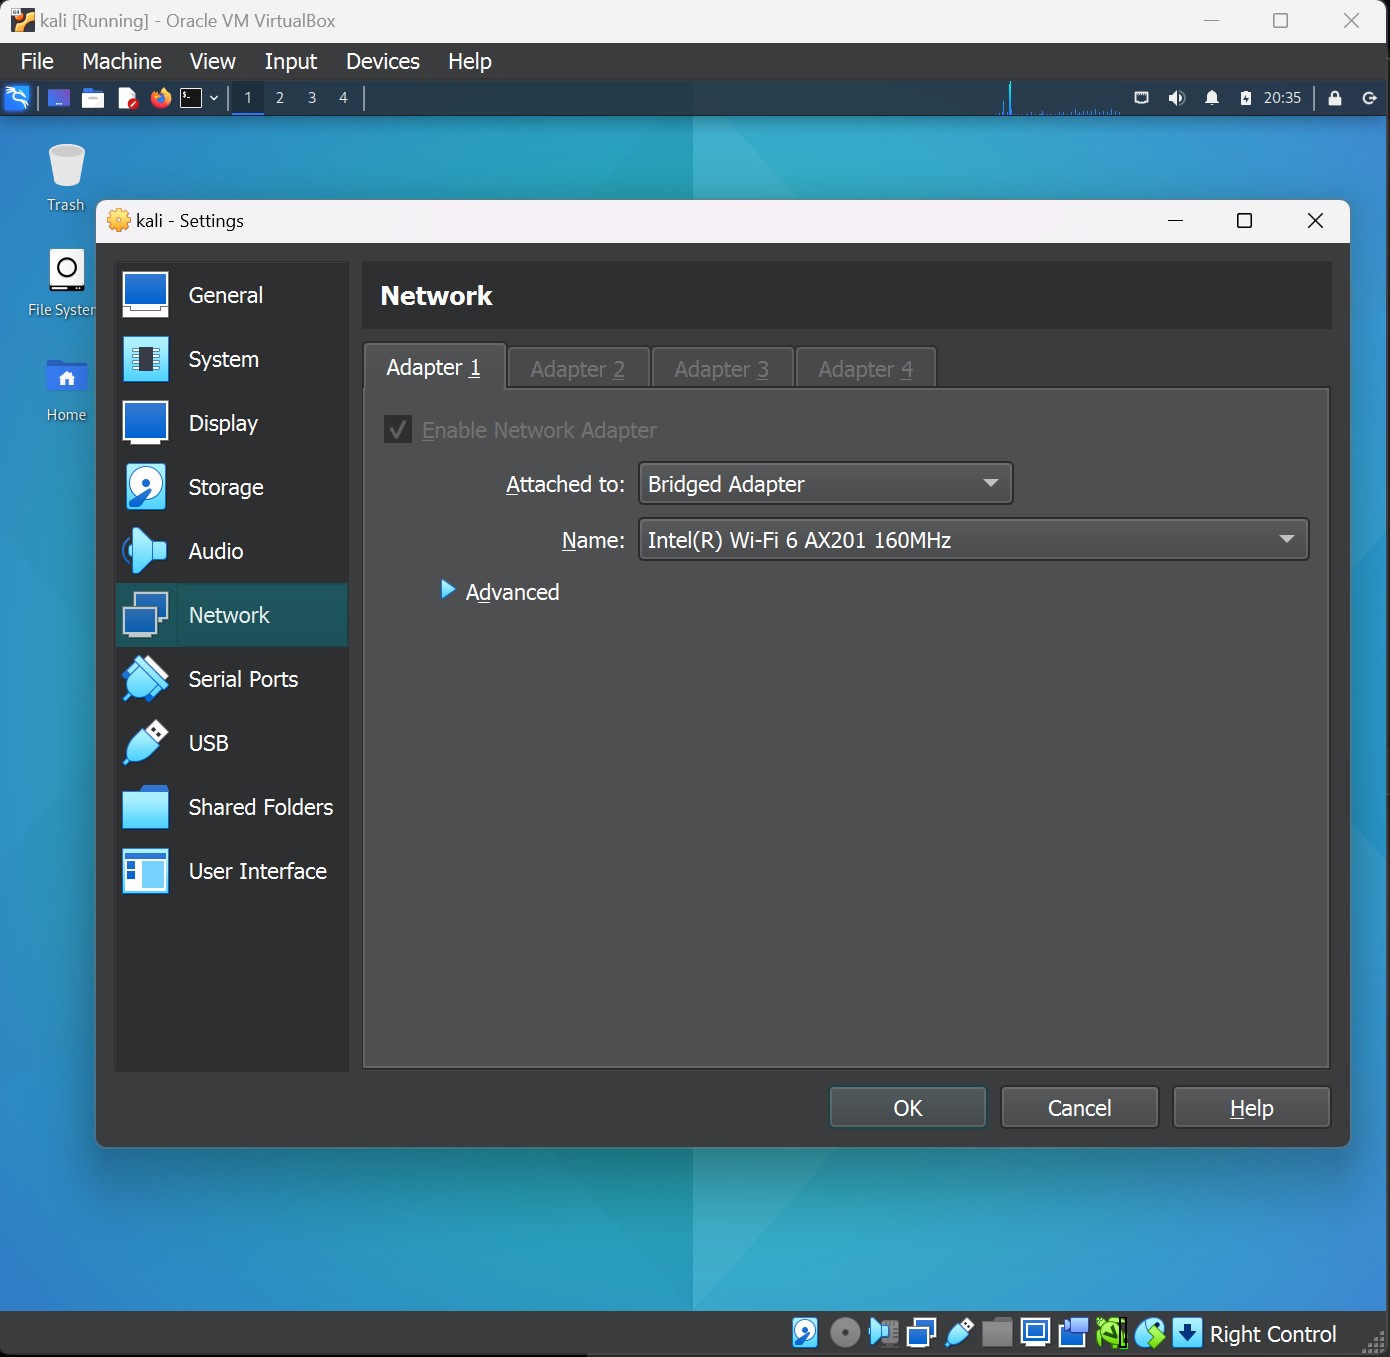 kali [Running] - Oracle VM VirtualBox
File Machine View Input Devices Help
1 2 3 4 20:35
Trash
File System
Home
kali - Settings
General
System
Display
Storage
Audio
Network
Serial Ports
USB
Shared Folders
User Interface
Network
Adapter 1 Adapter 2 Adapter 3 Adapter 4
Enable Network Adapter
Attached to: Bridged Adapter
Name: Intel(R) Wi-Fi 6 AX201 160MHz
Advanced
OK Cancel Help
Right Control